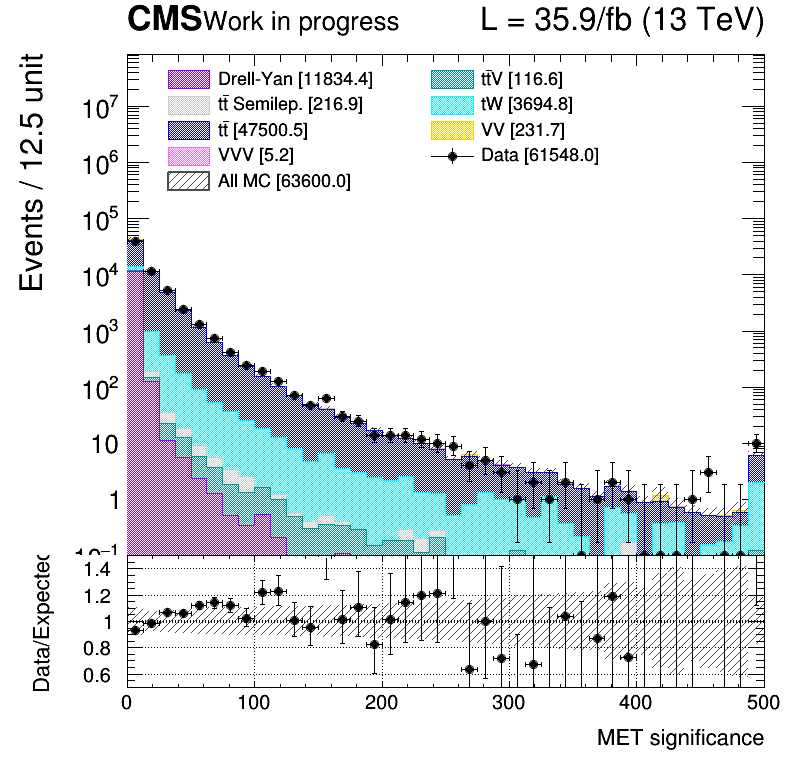 CMS Work in progress L = 35.9/fb (13 TeV)
Events / 12.5 unit
Drell-Yan [11834.4] tt̄V [116.6]
tt̄ Semilep. [216.9] tW [3694.8]
tt̄ [47500.5] VV [231.7]
VVV [5.2] Data [61548.0]
All MC [63600.0]
10⁷
10⁶
10⁵
10⁴
10³
10²
10
1
10⁻¹
Data/Expected
1.4
1.2
1
0.8
0.6
0 100 200 300 400 500
MET significance